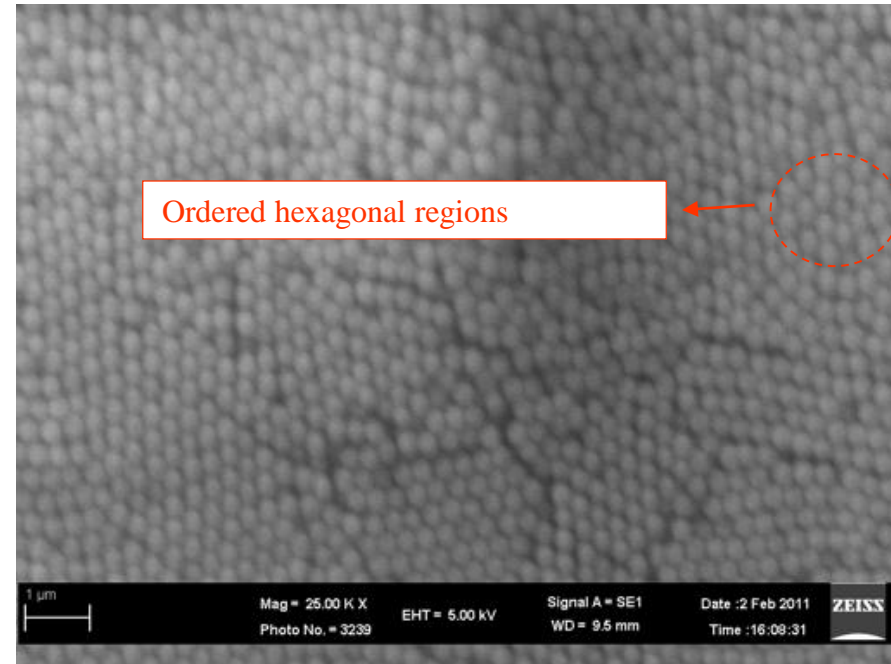 Ordered hexagonal regions
1 µm
Mag = 25.00 K X
Photo No. = 3239
EHT = 5.00 kV
Signal A = SE1
WD = 9.5 mm
Date :2 Feb 2011
Time :16:08:31
ZEISS